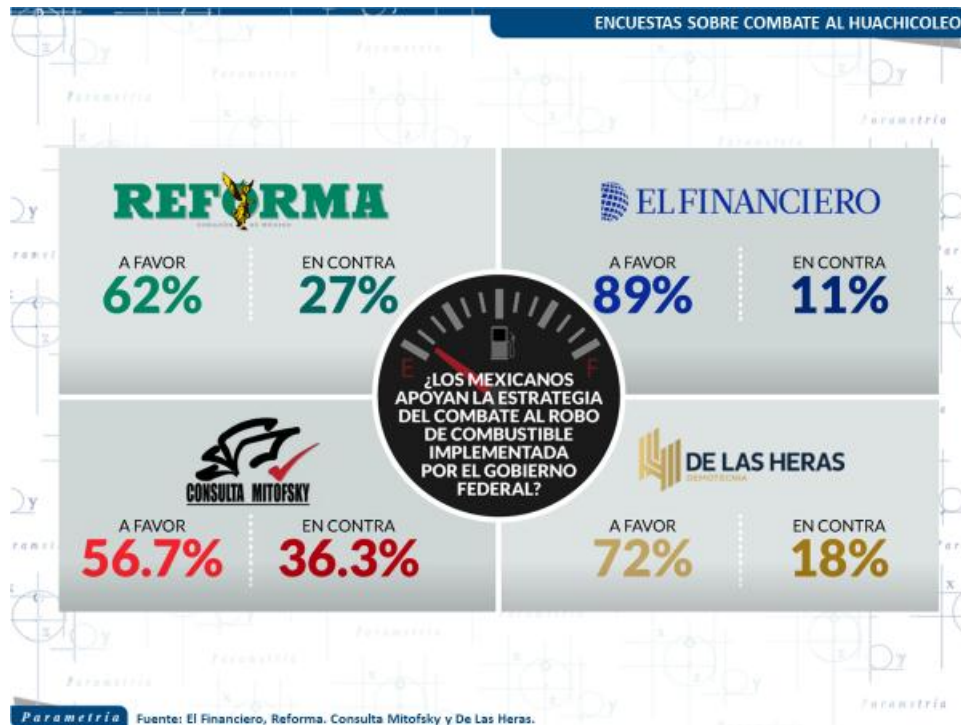 ENCUESTAS SOBRE COMBATE AL HUACHICOLEO
REFORMA
A FAVOR
62%
EN CONTRA
27%
EL FINANCIERO
A FAVOR
89%
EN CONTRA
11%
E
F
¿LOS MEXICANOS
APOYAN LA ESTRATEGIA
DEL COMBATE AL ROBO
DE COMBUSTIBLE
IMPLEMENTADA
POR EL GOBIERNO
FEDERAL?
CONSULTA MITOFSKY
A FAVOR
56.7%
EN CONTRA
36.3%
DE LAS HERAS
DEMOTECNIA
A FAVOR
72%
EN CONTRA
18%
Parametría
Fuente: El Financiero, Reforma. Consulta Mitofsky y De Las Heras.